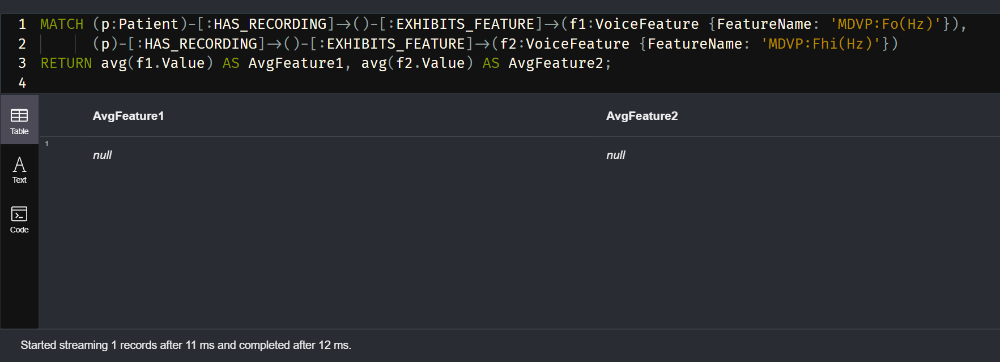 1 MATCH (p:Patient)-[:HAS_RECORDING]->()-[:EXHIBITS_FEATURE]->(f1:VoiceFeature {FeatureName: 'MDVP:Fo(Hz)'}),
2 (p)-[:HAS_RECORDING]->()-[:EXHIBITS_FEATURE]->(f2:VoiceFeature {FeatureName: 'MDVP:Fhi(Hz)'})
3 RETURN avg(f1.Value) AS AvgFeature1, avg(f2.Value) AS AvgFeature2;
4
AvgFeature1 AvgFeature2
Table
1
null null
Text
Code
Started streaming 1 records after 11 ms and completed after 12 ms.